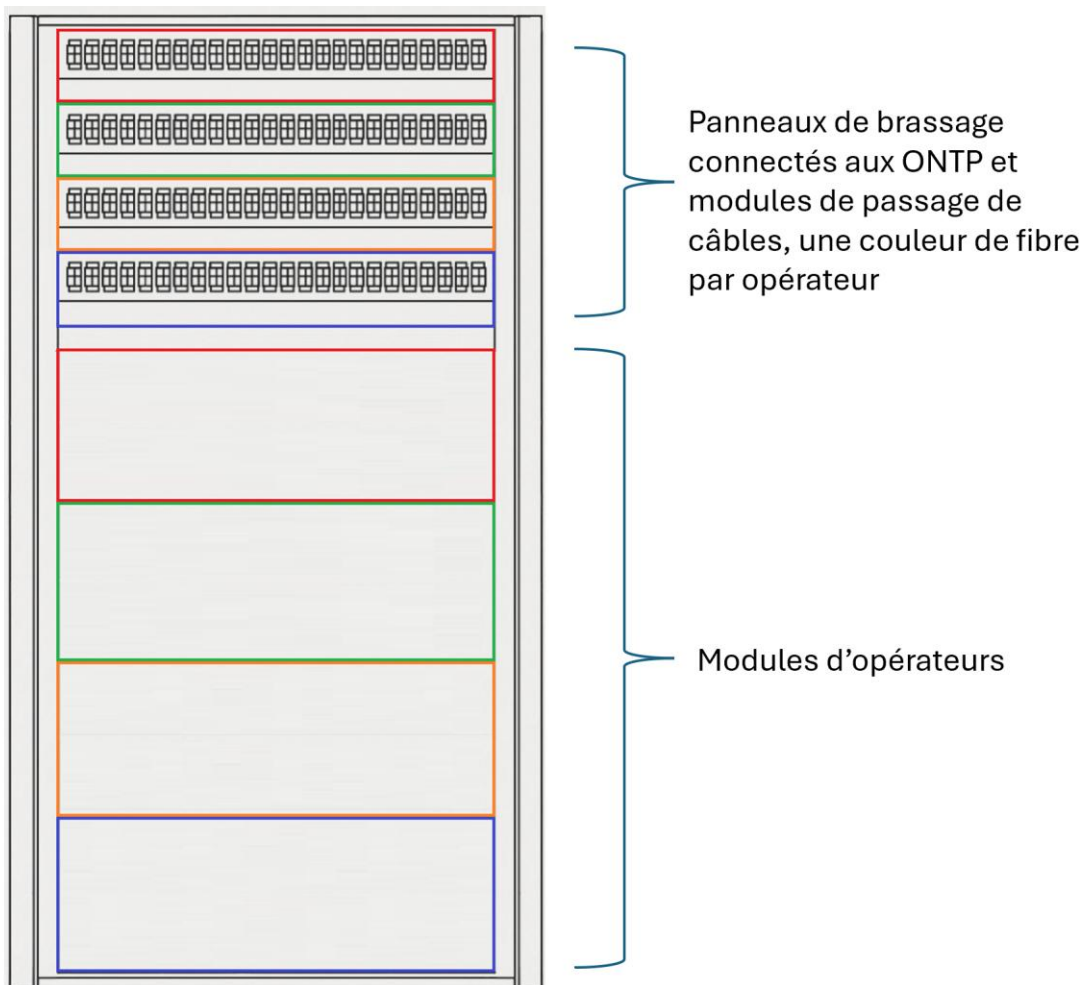 Panneaux de brassage
connectés aux ONTP et
modules de passage de
câbles, une couleur de fibre
par opérateur
Modules d’opérateurs